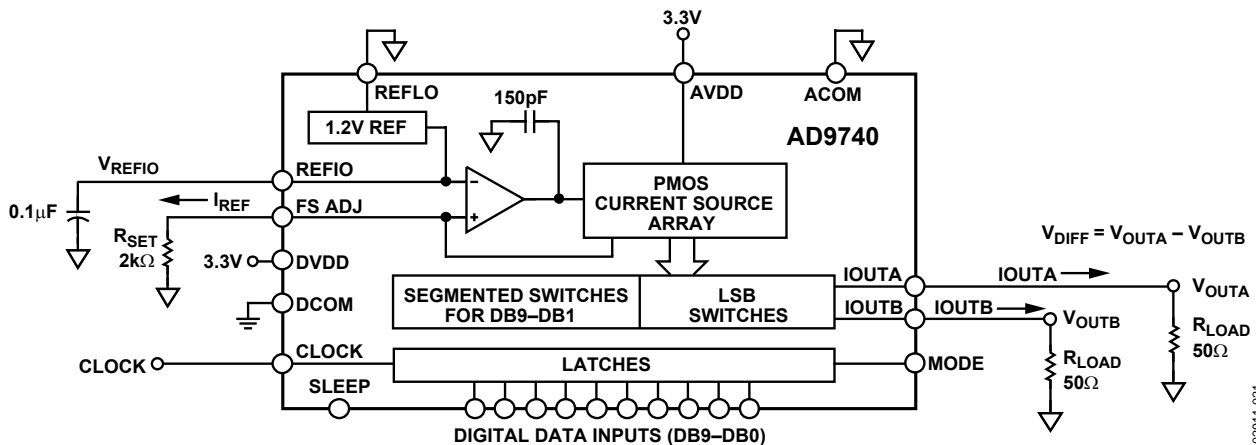 3.3V
REFLO
AVDD
ACOM
150pF
1.2V REF
AD9740
VREFIO
REFIO
PMOS
CURRENT SOURCE
ARRAY
0.1μF
IREF
FS ADJ
RSET
2kΩ
VDIFF = VOUTA – VOUTB
3.3V
DVDD
DCOM
SEGMENTED SWITCHES
FOR DB9–DB1
LSB
SWITCHES
IOUTA
IOUTA
VOUTA
IOUTB
IOUTB
VOUTB
RLOAD
50Ω
RLOAD
50Ω
CLOCK
CLOCK
LATCHES
MODE
SLEEP
DIGITAL DATA INPUTS (DB9–DB0)